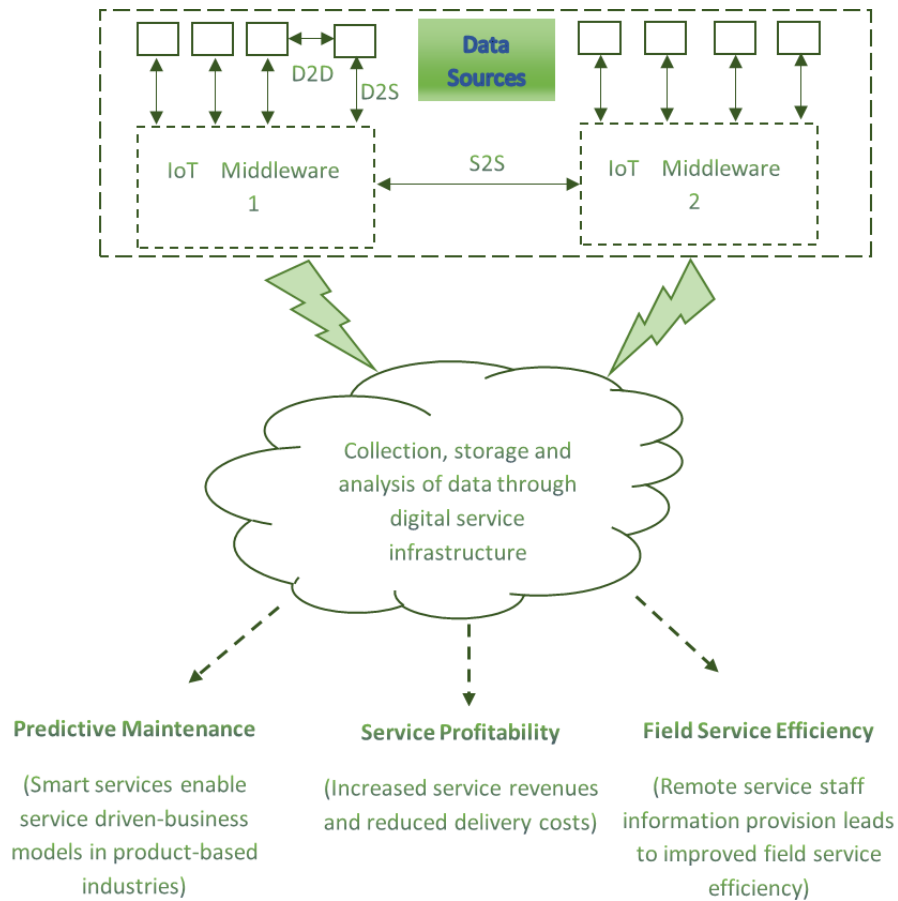 Data
Sources
D2D
D2S
IoT Middleware
1
S2S
IoT Middleware
2
Collection, storage and
analysis of data through
digital service
infrastructure
Predictive Maintenance
(Smart services enable
service driven-business
models in product-based
industries)
Service Profitability
(Increased service revenues
and reduced delivery costs)
Field Service Efficiency
(Remote service staff
information provision leads
to improved field service
efficiency)